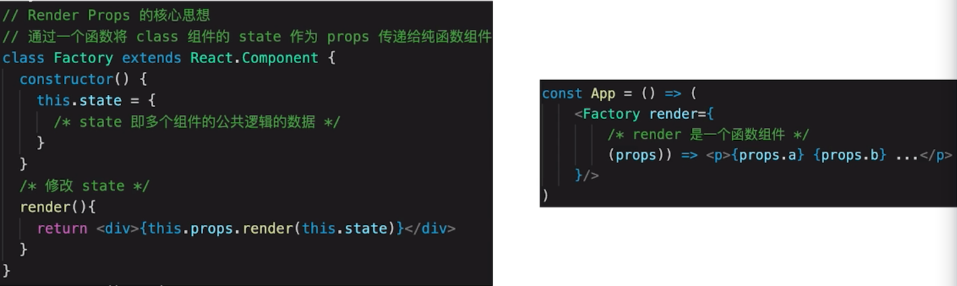 // Render Props 的核心思想
// 通过一个函数将 class 组件的 state 作为 props 传递给纯函数组件
class Factory extends React.Component {
  constructor() {
    this.state = {
      /* state 即多个组件的公共逻辑的数据 */
    }
  }
  /* 修改 state */
  render(){
    return <div>{this.props.render(this.state)}</div>
  }
}
const App = () => (
    <Factory render={
        /* render 是一个函数组件 */
        (props)) => <p>{props.a} {props.b} ...</p>
    }/>
)